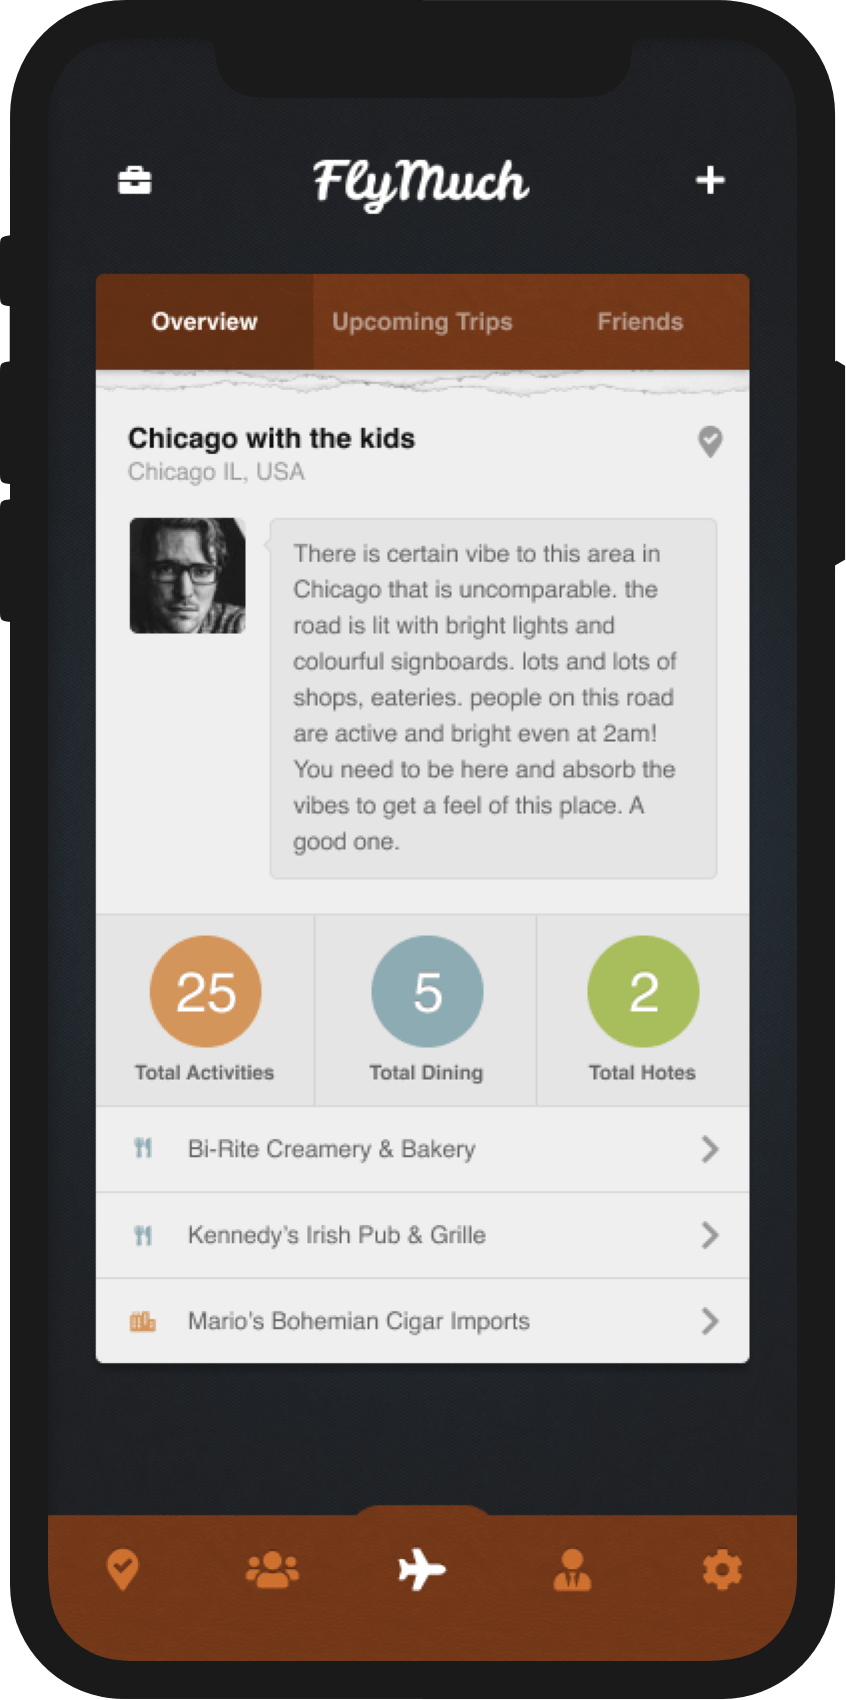 FlyMuch
Overview Upcoming Trips Friends
Chicago with the kids
Chicago IL, USA
There is certain vibe to this area in
Chicago that is uncomparable. the
road is lit with bright lights and
colourful signboards. lots and lots of
shops, eateries. people on this road
are active and bright even at 2am!
You need to be here and absorb the
vibes to get a feel of this place. A
good one.
25 5 2
Total Activities Total Dining Total Hotes
Bi-Rite Creamery & Bakery
Kennedy’s Irish Pub & Grille
Mario’s Bohemian Cigar Imports